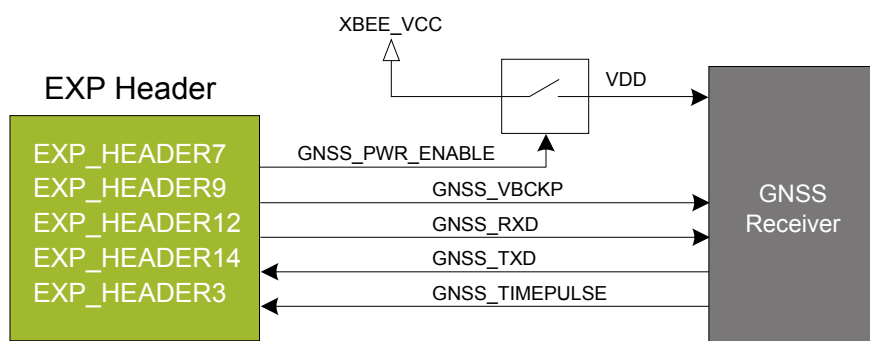 XBEE_VCC
VDD
EXP Header
EXP_HEADER7
EXP_HEADER9
EXP_HEADER12
EXP_HEADER14
EXP_HEADER3
GNSS_PWR_ENABLE
GNSS_VBCKP
GNSS_RXD
GNSS_TXD
GNSS_TIMEPULSE
GNSS
Receiver